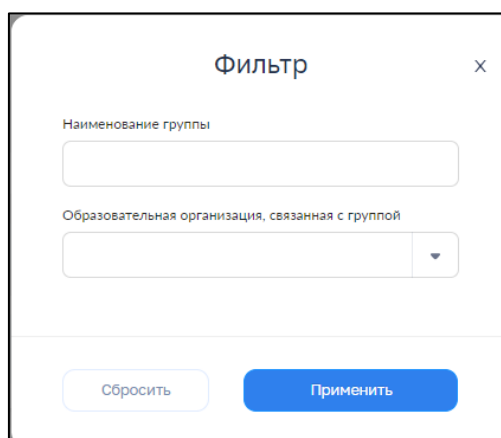 Фильтр
X
Наименование группы
Образовательная организация, связанная с группой
Сбросить
Применить